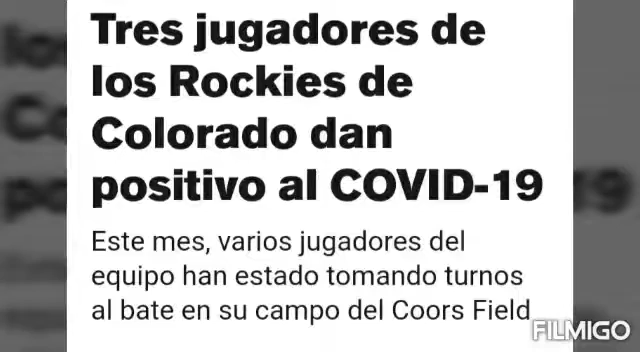 Tres jugadores de
los Rockies de
Colorado dan
positivo al COVID-19
Este mes, varios jugadores del
equipo han estado tomando turnos
al bate en su campo del Coors Field
FILMIGO